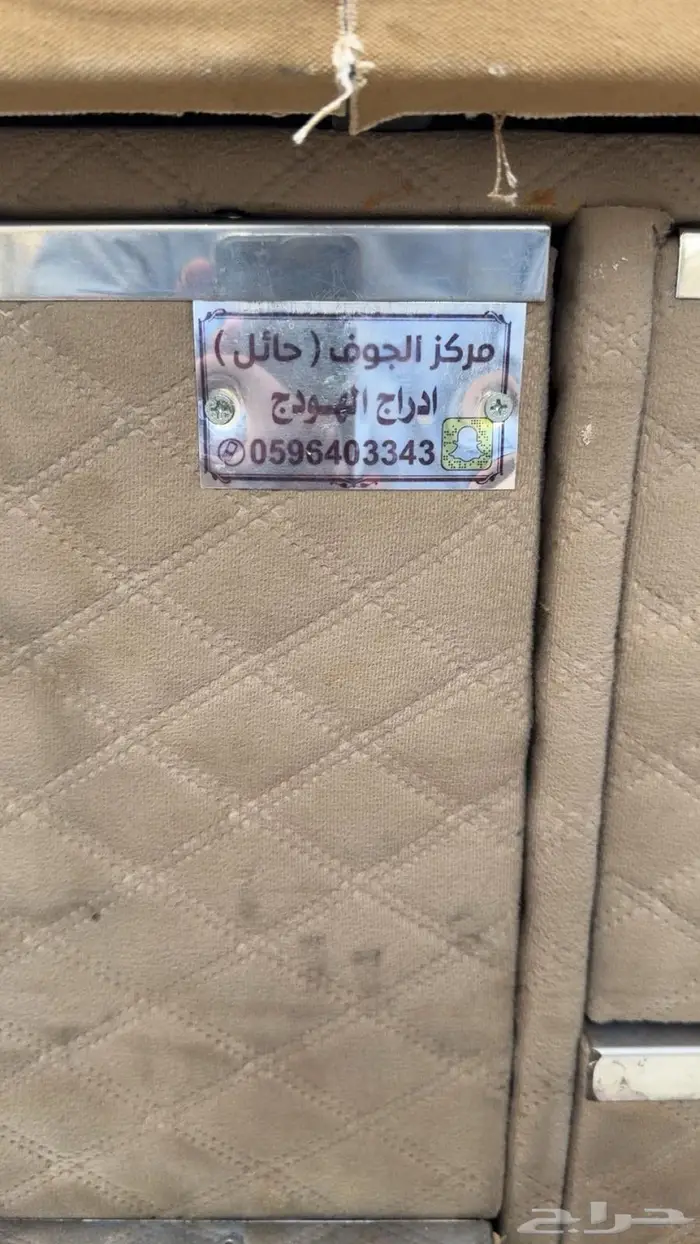 مركز الجوف ( حائل )
ادراج الهودج
0596403343
حراج